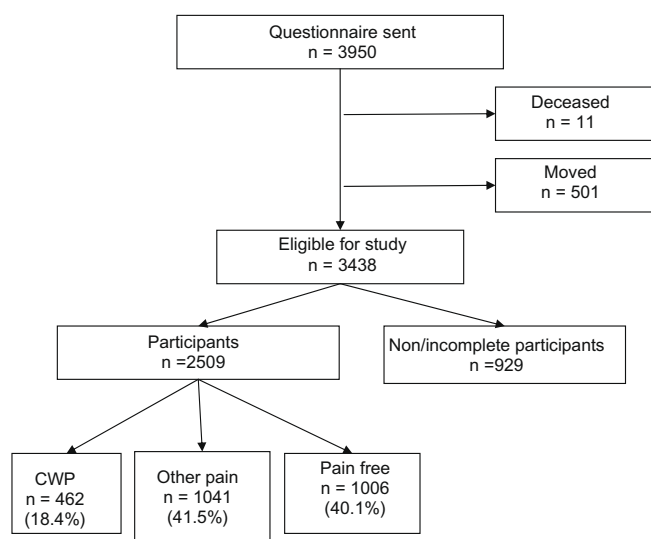 Questionnaire sent
n = 3950
Deceased
n = 11
Moved
n = 501
Eligible for study
n = 3438
Participants
n =2509
Non/incomplete participants
n =929
CWP
n = 462
(18.4%)
Other pain
n = 1041
(41.5%)
Pain free
n = 1006
(40.1%)